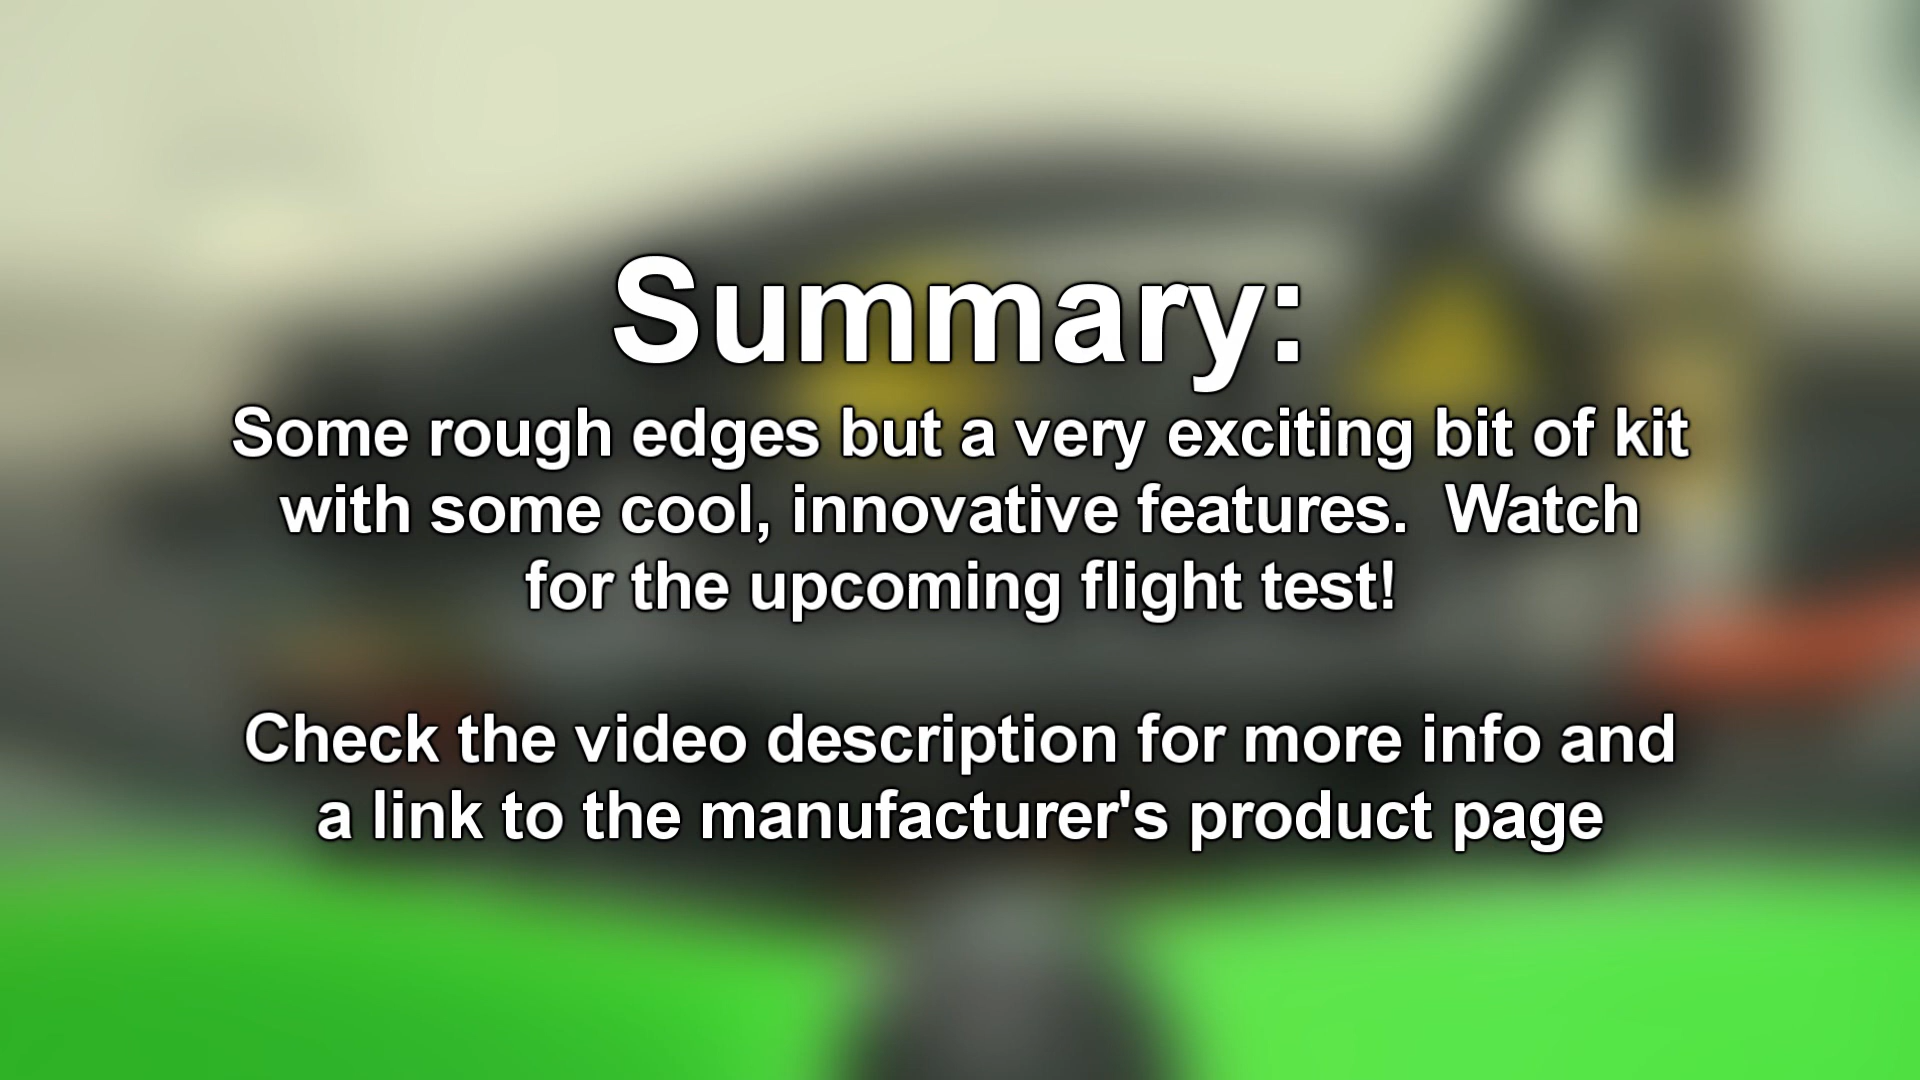 Summary:
Some rough edges but a very exciting bit of kit
with some cool, innovative features.  Watch
for the upcoming flight test!
Check the video description for more info and
a link to the manufacturer's product page